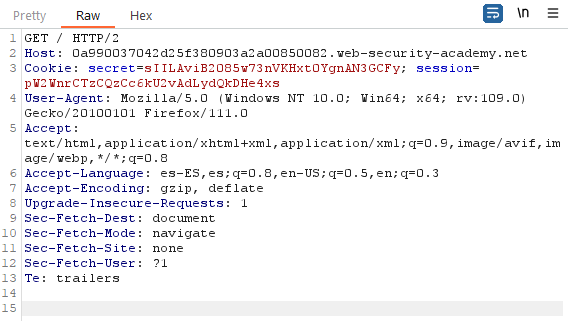 Pretty Raw Hex \n
1 GET / HTTP/2
2 Host: 0a990037042d25f380903a2a00850082.web-security-academy.net
3 Cookie: secret=sIILAviB2O85w73nVKHxtOYgnAN3GCFy; session=
pW2WnrCTzCQzCc6kU2vAdLydQkDHe4xs
4 User-Agent: Mozilla/5.0 (Windows NT 10.0; Win64; x64; rv:109.0)
Gecko/20100101 Firefox/111.0
5 Accept:
text/html,application/xhtml+xml,application/xml;q=0.9,image/avif,im
age/webp,*/*;q=0.8
6 Accept-Language: es-ES,es;q=0.8,en-US;q=0.5,en;q=0.3
7 Accept-Encoding: gzip, deflate
8 Upgrade-Insecure-Requests: 1
9 Sec-Fetch-Dest: document
10 Sec-Fetch-Mode: navigate
11 Sec-Fetch-Site: none
12 Sec-Fetch-User: ?1
13 Te: trailers
14
15